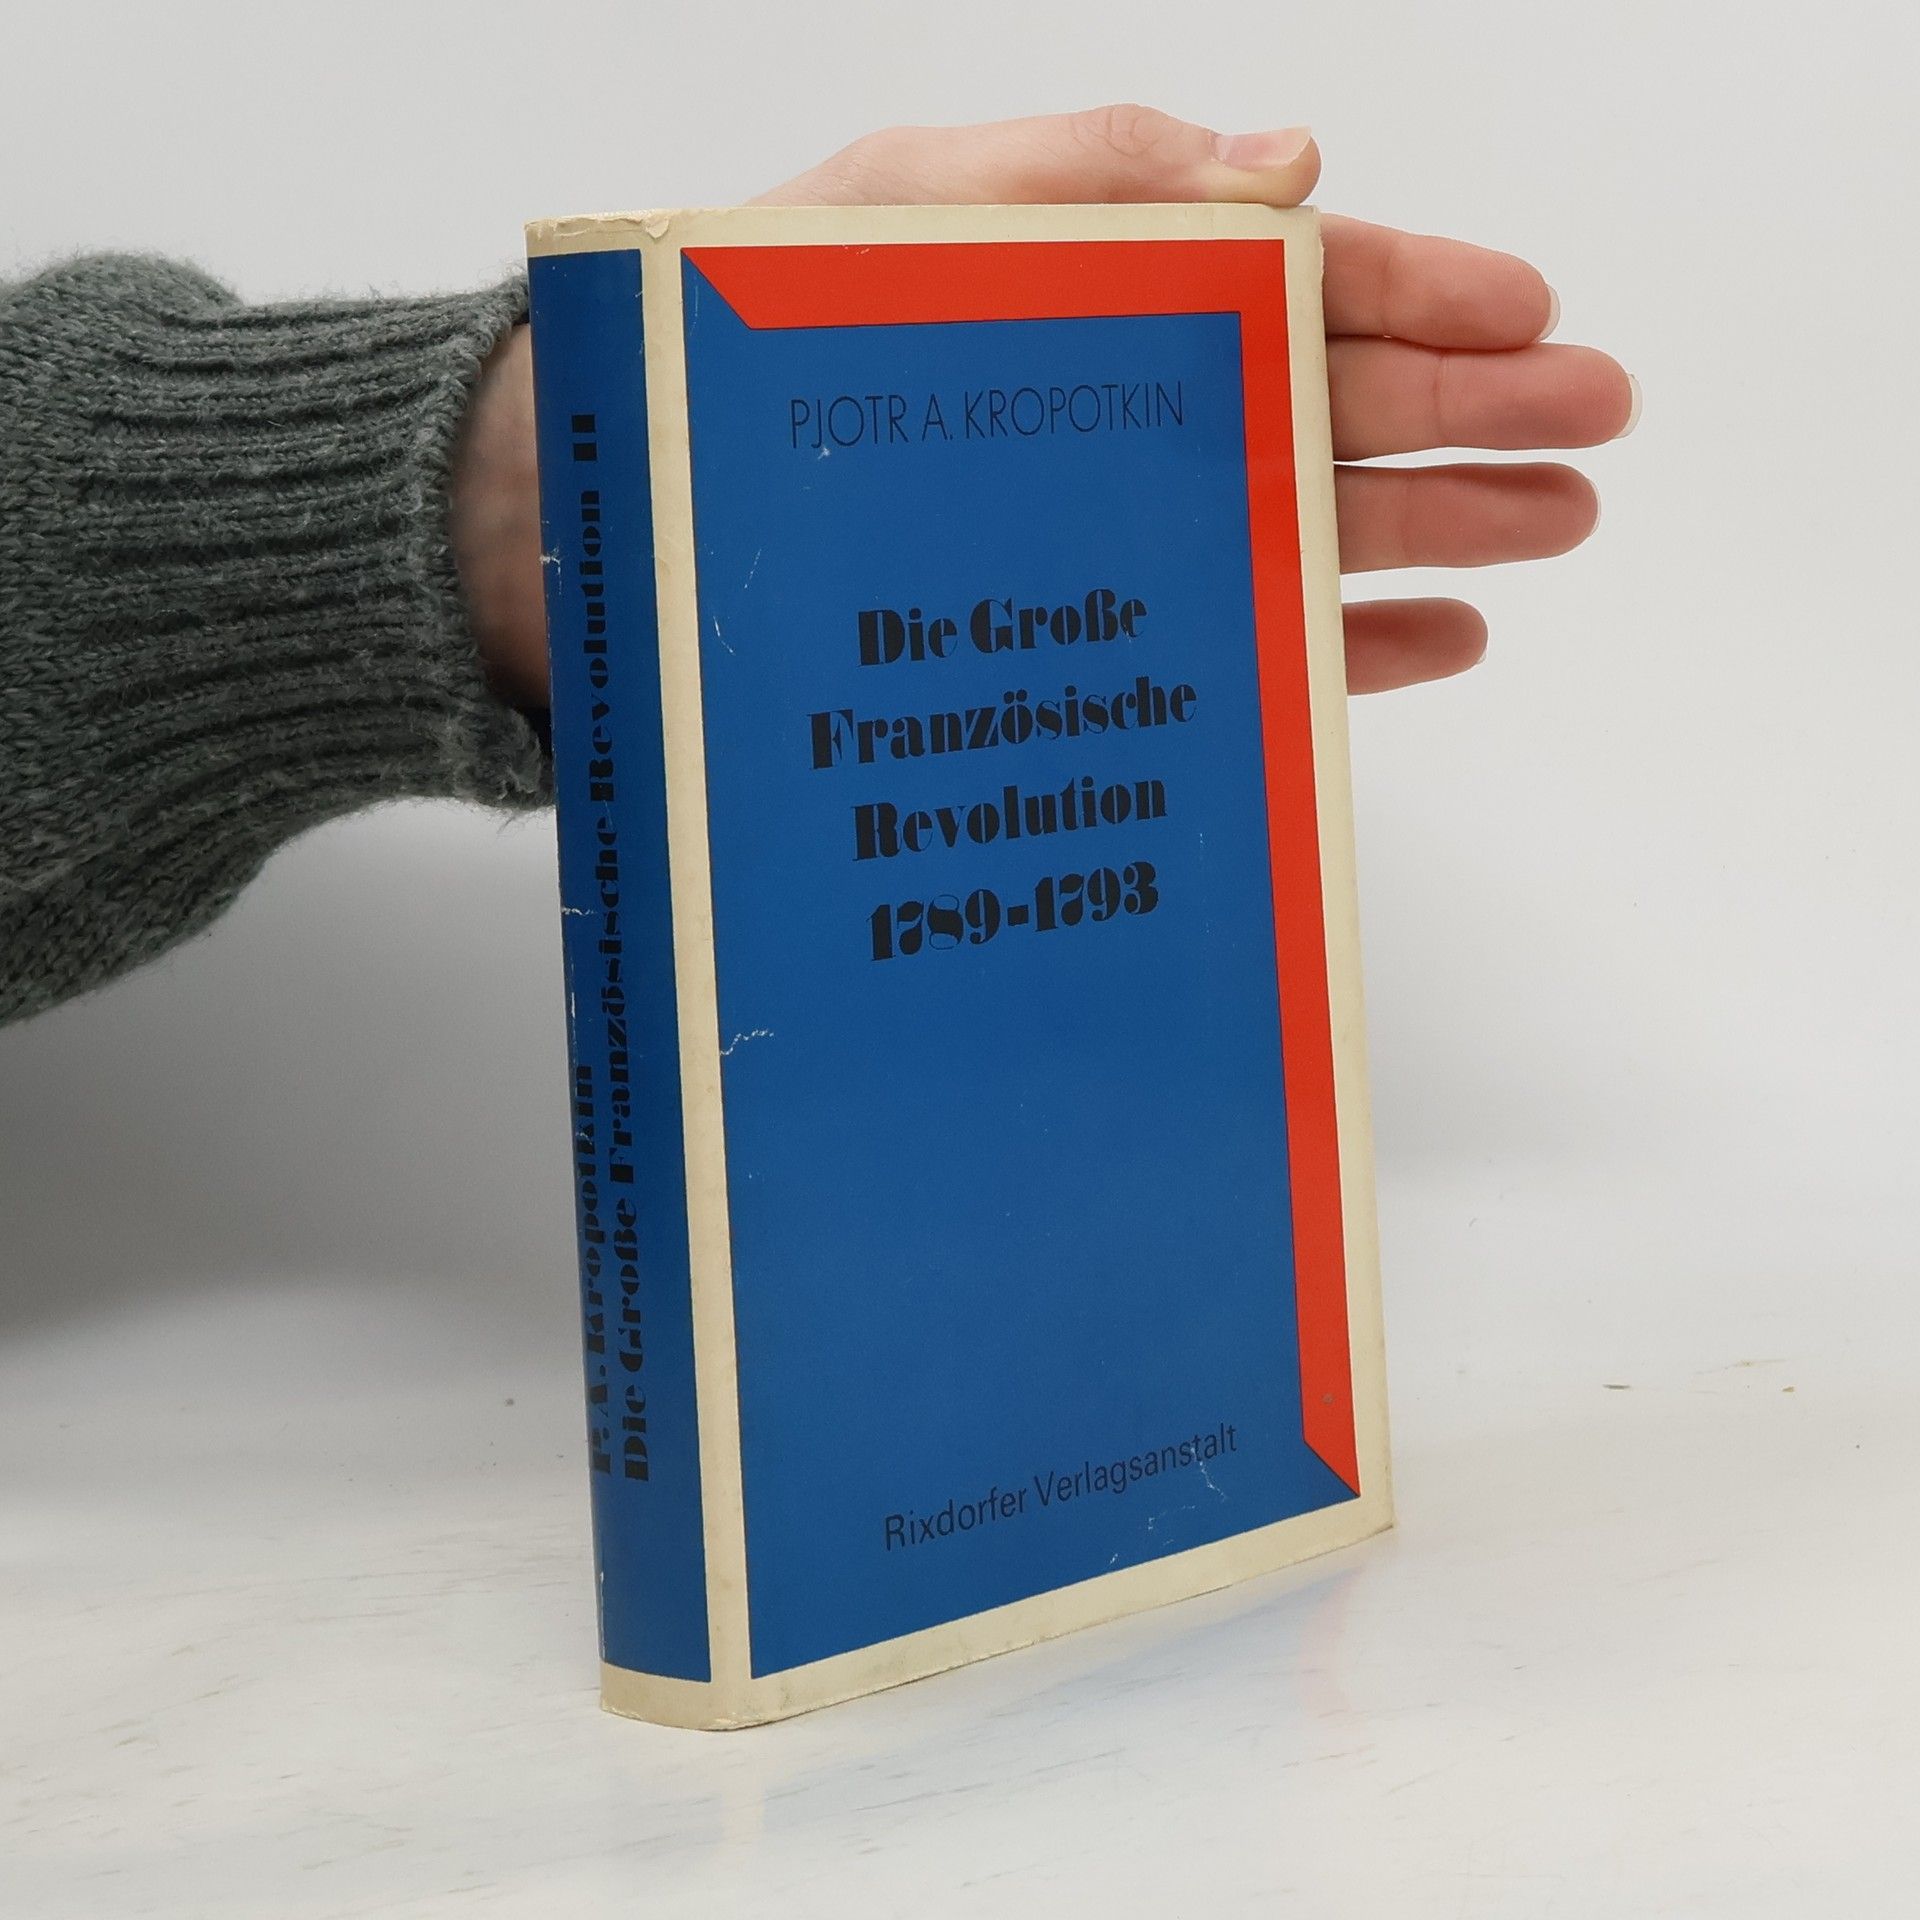 PJOTR A. KROPOTKIN
Die Große
Französische
Revolution
1789-1793
Rixdorfer Verlagsanstalt
P. A. Kropotkin
Die Große Französische Revolution II